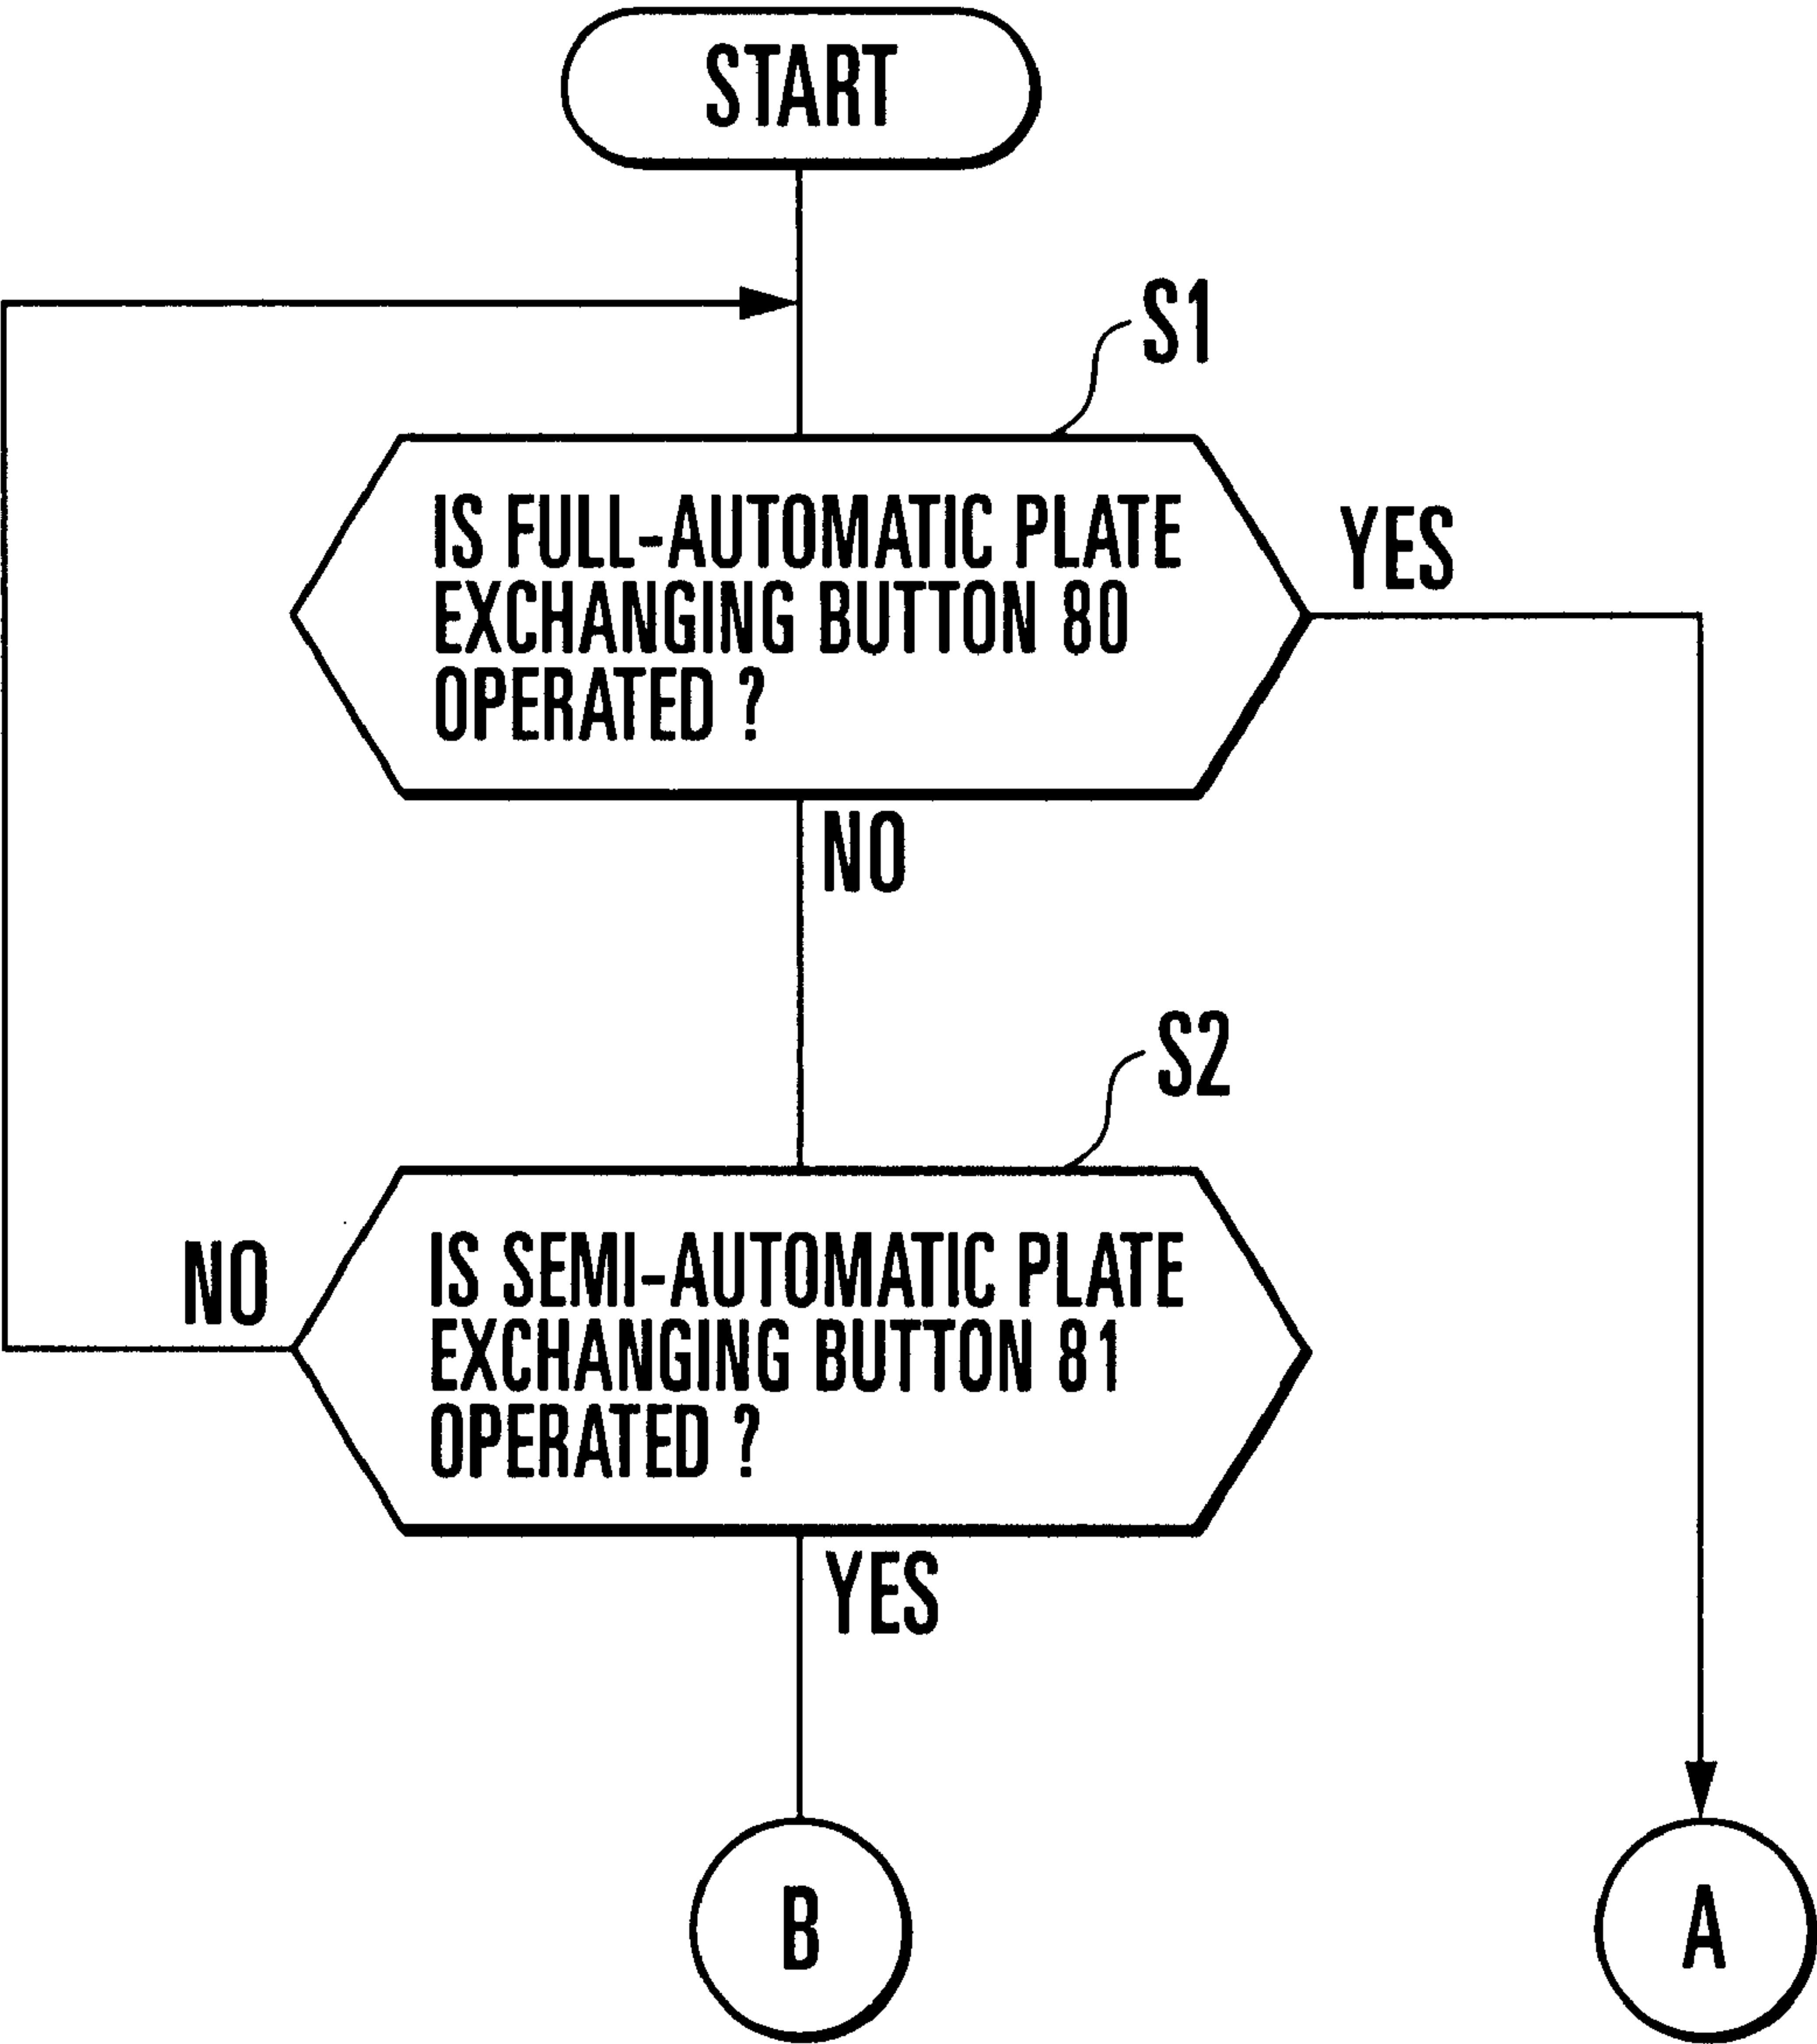 START
S1
IS FULL-AUTOMATIC PLATE
EXCHANGING BUTTON 80
OPERATED ?
YES
NO
S2
IS SEMI-AUTOMATIC PLATE
EXCHANGING BUTTON 81
OPERATED ?
NO
YES
B
A